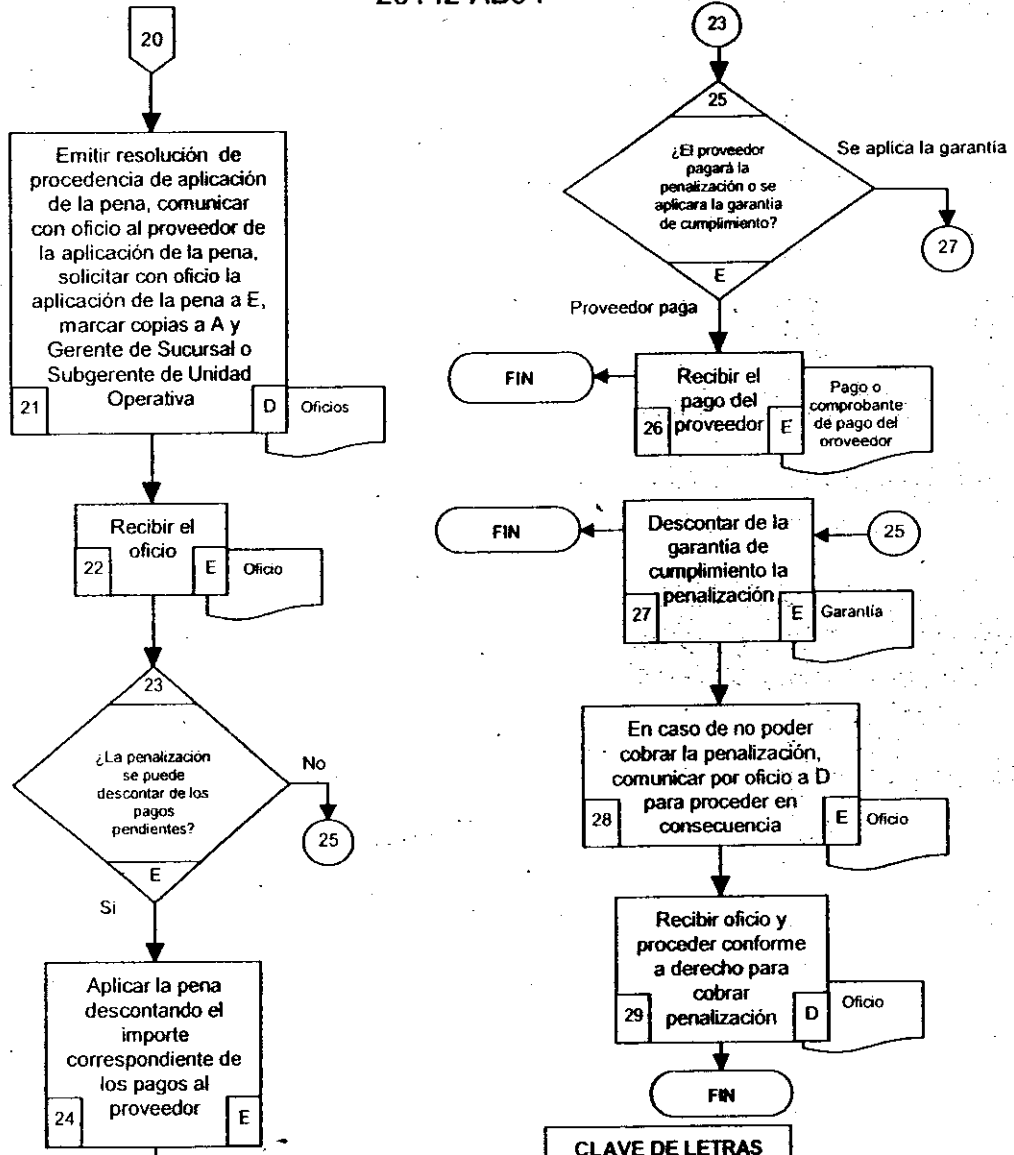 20
Emitir resolución de
procedencia de aplicación
de la pena, comunicar
con oficio al proveedor de
la aplicación de la pena,
solicitar con oficio la
aplicación de la pena a E,
marcar copias a A y
Gerente de Sucursal o
Subgerente de Unidad
Operativa
21
D
Oficios
Recibir el
oficio
22
E
Oficio
23
¿La penalización
se puede
descontar de los
pagos
pendientes?
E
No
25
Si
Aplicar la pena
descontando el
importe
correspondiente de
los pagos al
proveedor
24
E
23
25
¿El proveedor
pagará la
penalización o se
aplicara la garantia
de cumplimiento?
E
Se aplica la garantía
27
Proveedor paga
FIN
Recibir el
pago del
proveedor
26
E
Pago o
comprobante
de pago del
proveedor
FIN
Descontar de la
garantía de
cumplimiento la
penalización
27
E
Garantía
25
En caso de no poder
cobrar la penalización,
comunicar por oficio a D
para proceder en
consecuencia
28
E
Oficio
Recibir oficio y
proceder conforme
a derecho para
cobrar
penalización
29
D
Oficio
FIN
CLAVE DE LETRAS